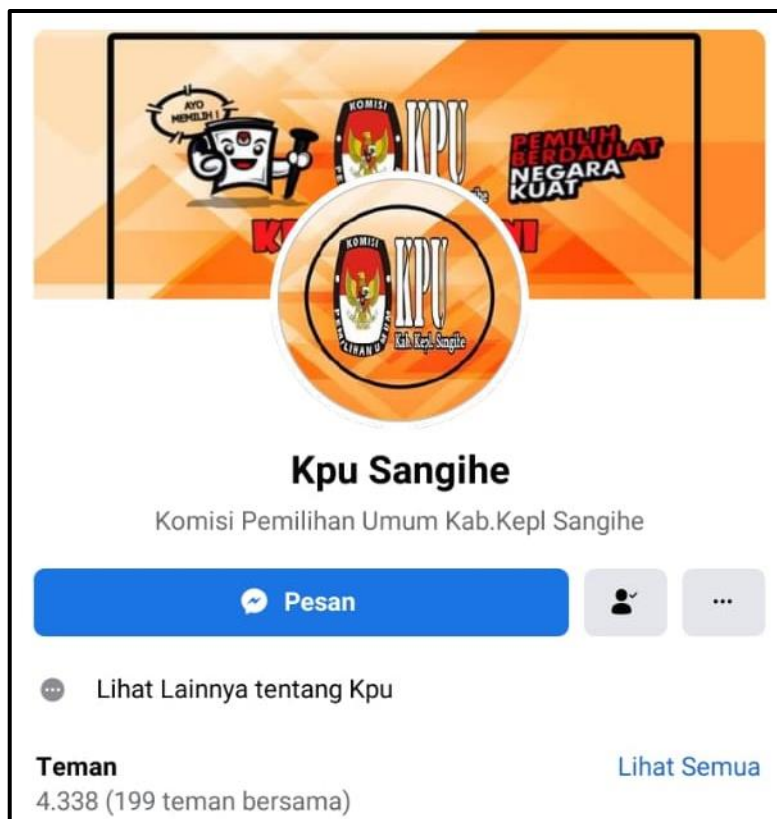 AYO
MEMILIH !
KOMISI
KPU
PEMILIH
BERDAULAT
NEGARA
KUAT
KOMISI
PEMILIHAN UMUM
KPU
Kab. Kepl. Sangihe
Kpu Sangihe
Komisi Pemilihan Umum Kab.Kepl Sangihe
Pesan
Lihat Lainnya tentang Kpu
Teman
Lihat Semua
4.338 (199 teman bersama)